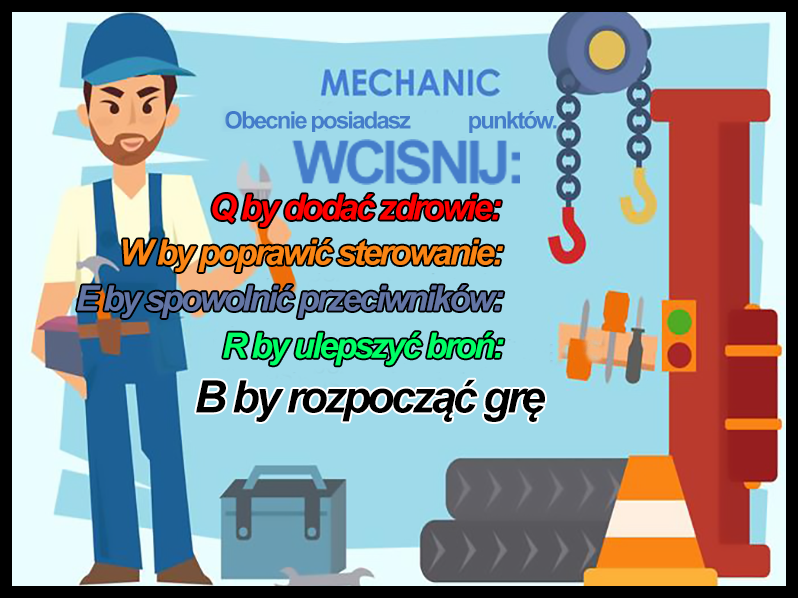 MECHANIC
Obecnie posiadasz punktów.
WCISNIJ:
Q by dodać zdrowie:
W by poprawić sterowanie:
E by spowolnić przeciwników:
R by ulepszyć broń:
B by rozpocząć grę